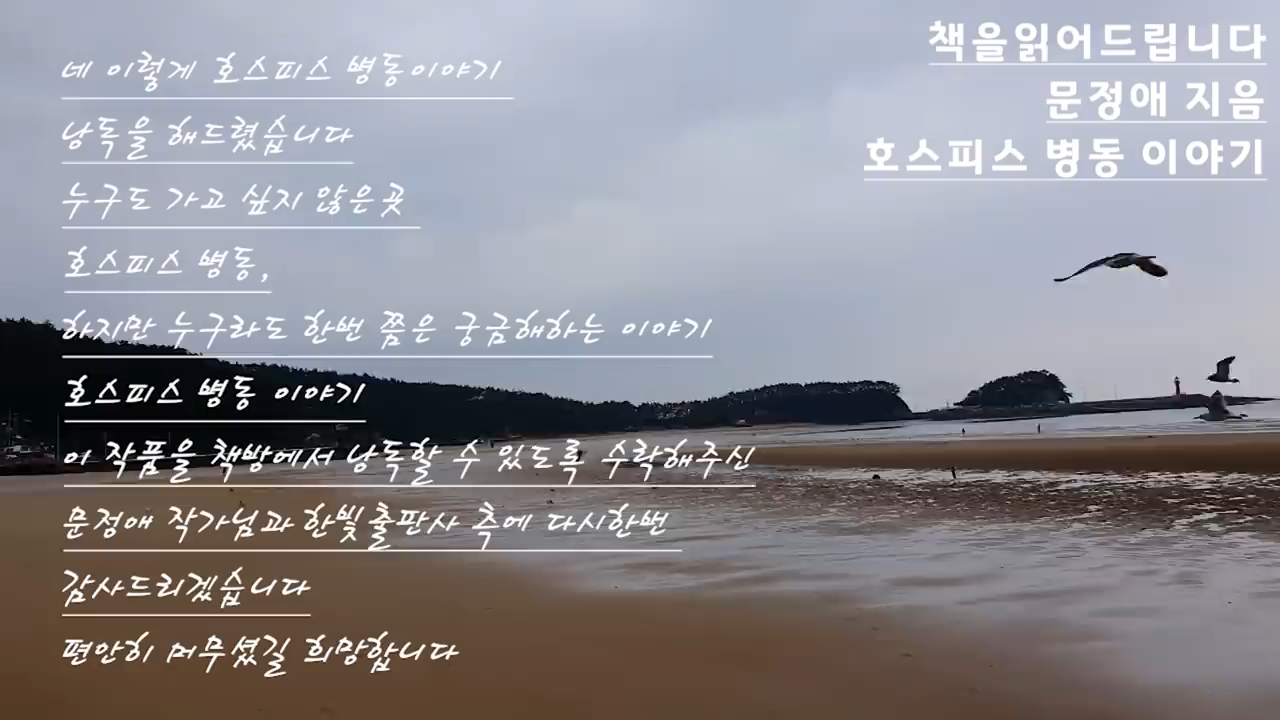 네 이렇게 호스피스 병동이야기
낭독을 해드렸습니다
누구도 가고 싶지 않은 곳
호스피스 병동,
하지만 누구라도 한번 쯤은 궁금해하는 이야기
호스피스 병동 이야기
이 작품을 책방에서 낭독할 수 있도록 수락해주신
문정애 작가님과 한빛출판사 측에 다시한번
감사드리겠습니다
편안히 머무셨길 희망합니다
책을읽어드립니다
문정애 지음
호스피스 병동 이야기